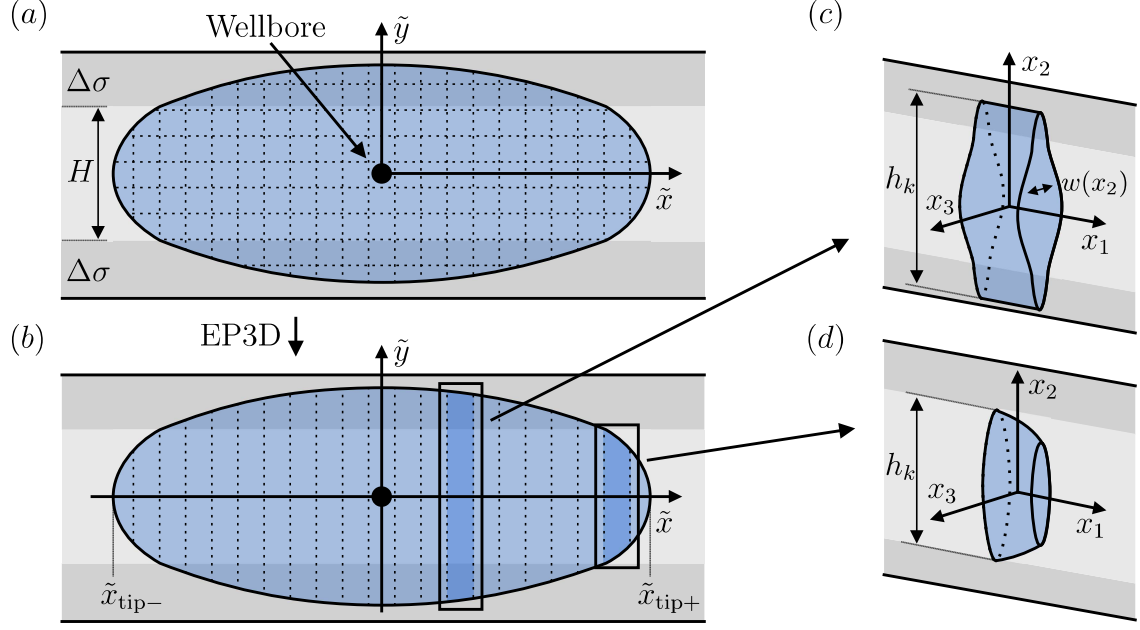 (a)
Wellbore
ỹ
Δσ
H
x̃
Δσ
(b)
EP3D
ỹ
x̃
x̃tip−
x̃tip+
(c)
x₂
hₖ
w(x₂)
x₃
x₁
(d)
x₂
hₖ
x₃
x₁